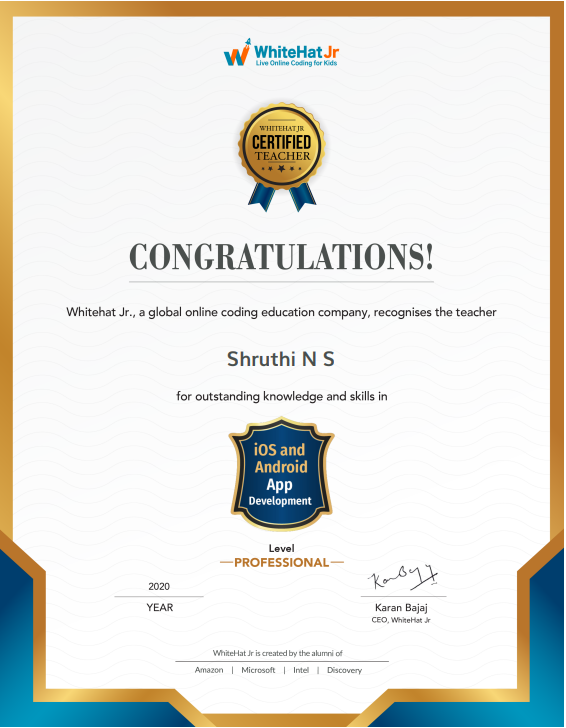 WhiteHat Jr
Live Online Coding for Kids
WHITEHAT JR
CERTIFIED
TEACHER
CONGRATULATIONS!
Whitehat Jr., a global online coding education company, recognises the teacher
Shruthi N S
for outstanding knowledge and skills in
iOS and
Android
App
Development
Level
PROFESSIONAL
2020
YEAR
Karan Bajaj
CEO, WhiteHat Jr
WhiteHat Jr is created by the alumni of
Amazon | Microsoft | Intel | Discovery